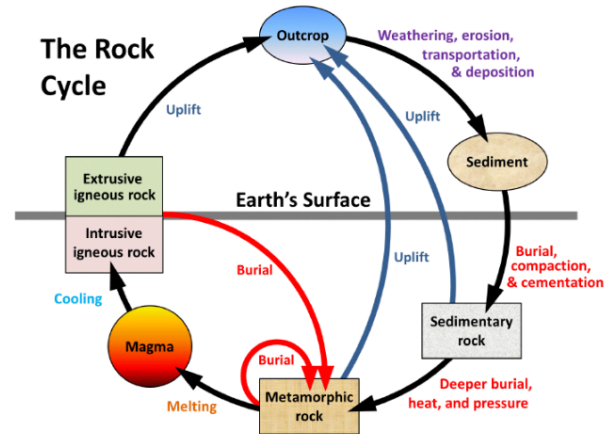 The Rock
Cycle
Outcrop
Weathering, erosion,
transportation,
& deposition
Uplift
Uplift
Sediment
Extrusive
igneous rock
Earth's Surface
Intrusive
igneous rock
Burial
Uplift
Burial,
compaction,
& cementation
Cooling
Sedimentary
rock
Magma
Burial
Deeper burial,
heat, and pressure
Melting
Metamorphic
rock